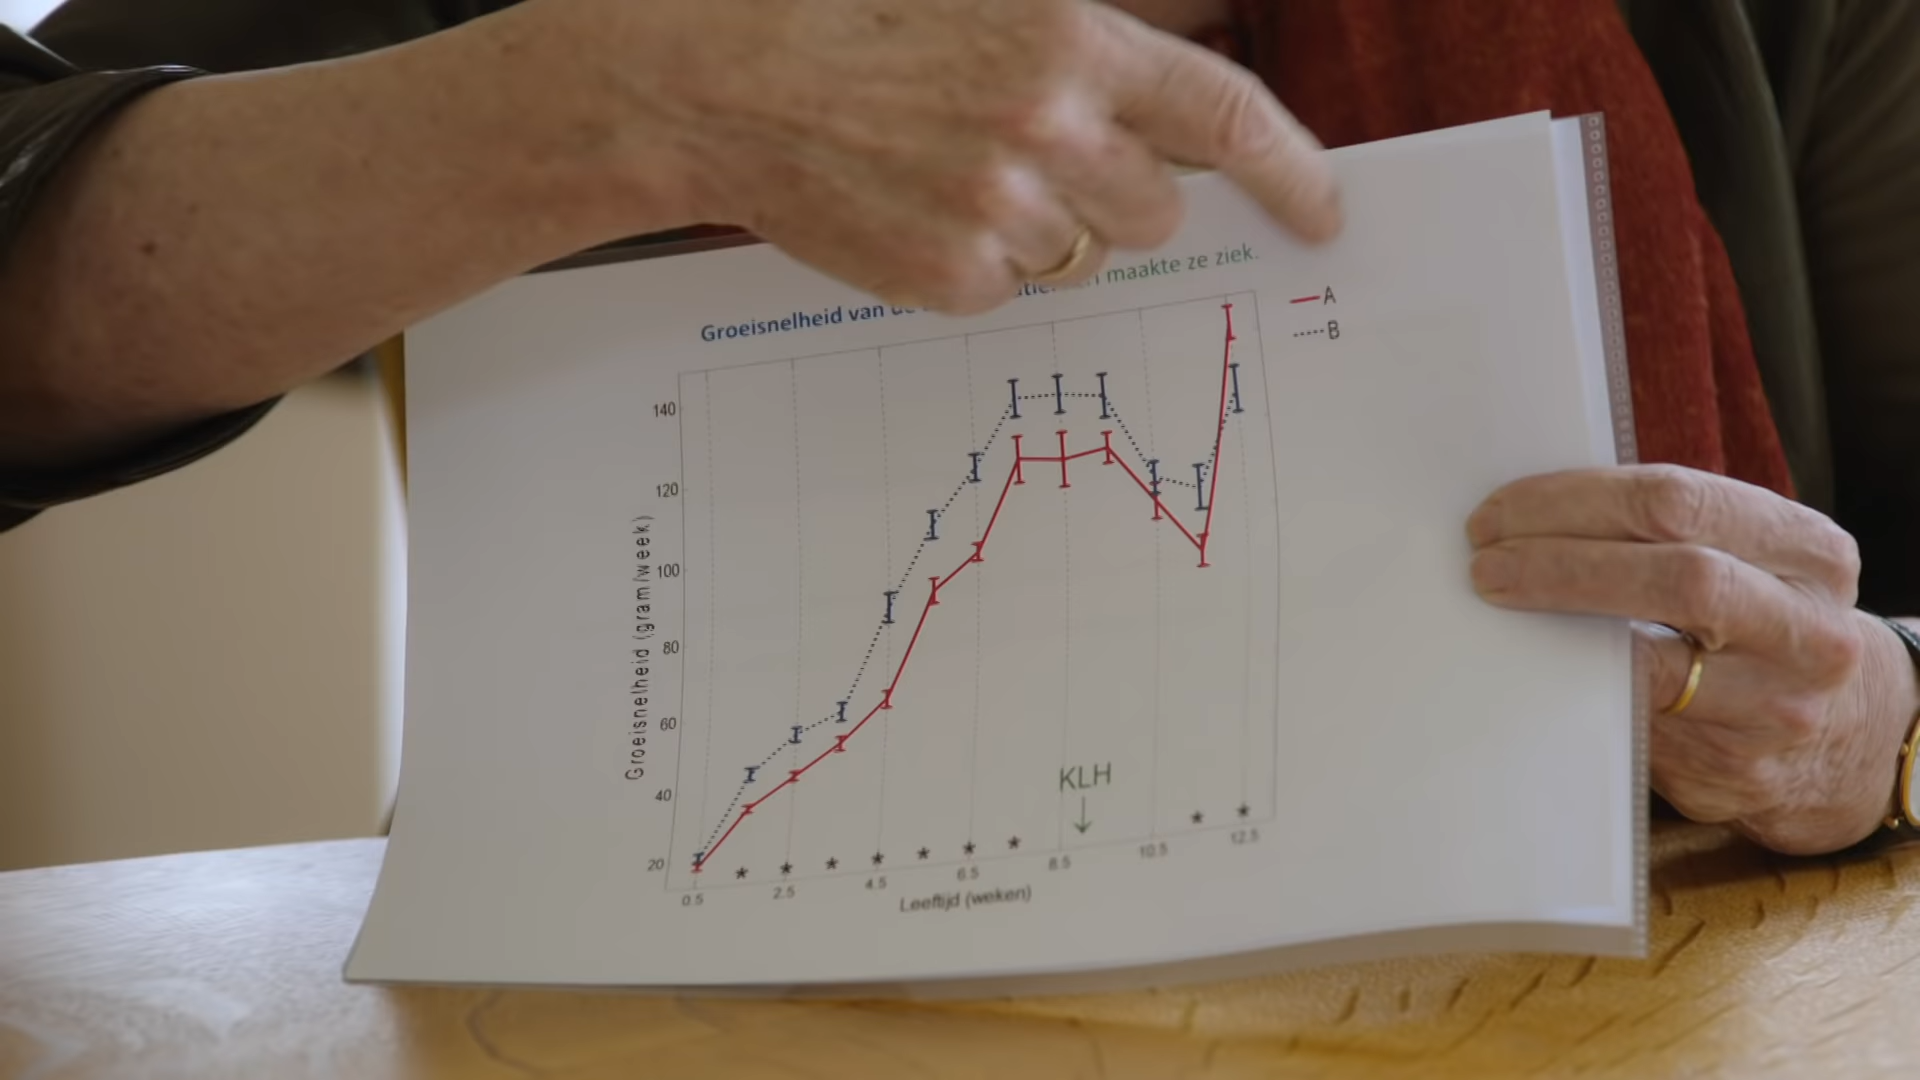 Groeisnelheid van maakte ze ziek.
A
B
140
120
100
80
60
40
20
Groeisnelheid (gram/week)
KLH
* * * * * * * * *
0.5 2.5 4.5 6.5 8.5 10.5 12.5
Leeftijd (weken)